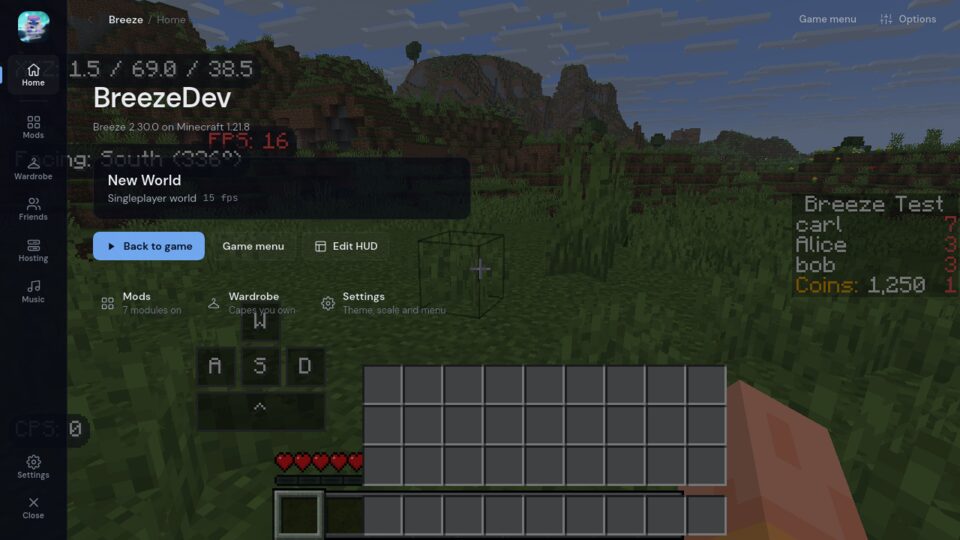 Breeze / Home
Game menu
Options
XYZ: 1.5 / 69.0 / 38.5
Home
BreezeDev
Breeze 2.30.0 on Minecraft 1.21.8
FPS: 16
Mods
Facing: South (336°)
Wardrobe
New World
Singleplayer world 15 fps
Friends
Breeze Test
carl 7
Alice 3
bob 3
Coins: 1,250 1
Hosting
Back to game
Game menu
Edit HUD
Music
Mods
7 modules on
Wardrobe
Capes you own
Settings
Theme, scale and menu
W
A S D
^
CPS: 0
Settings
Close